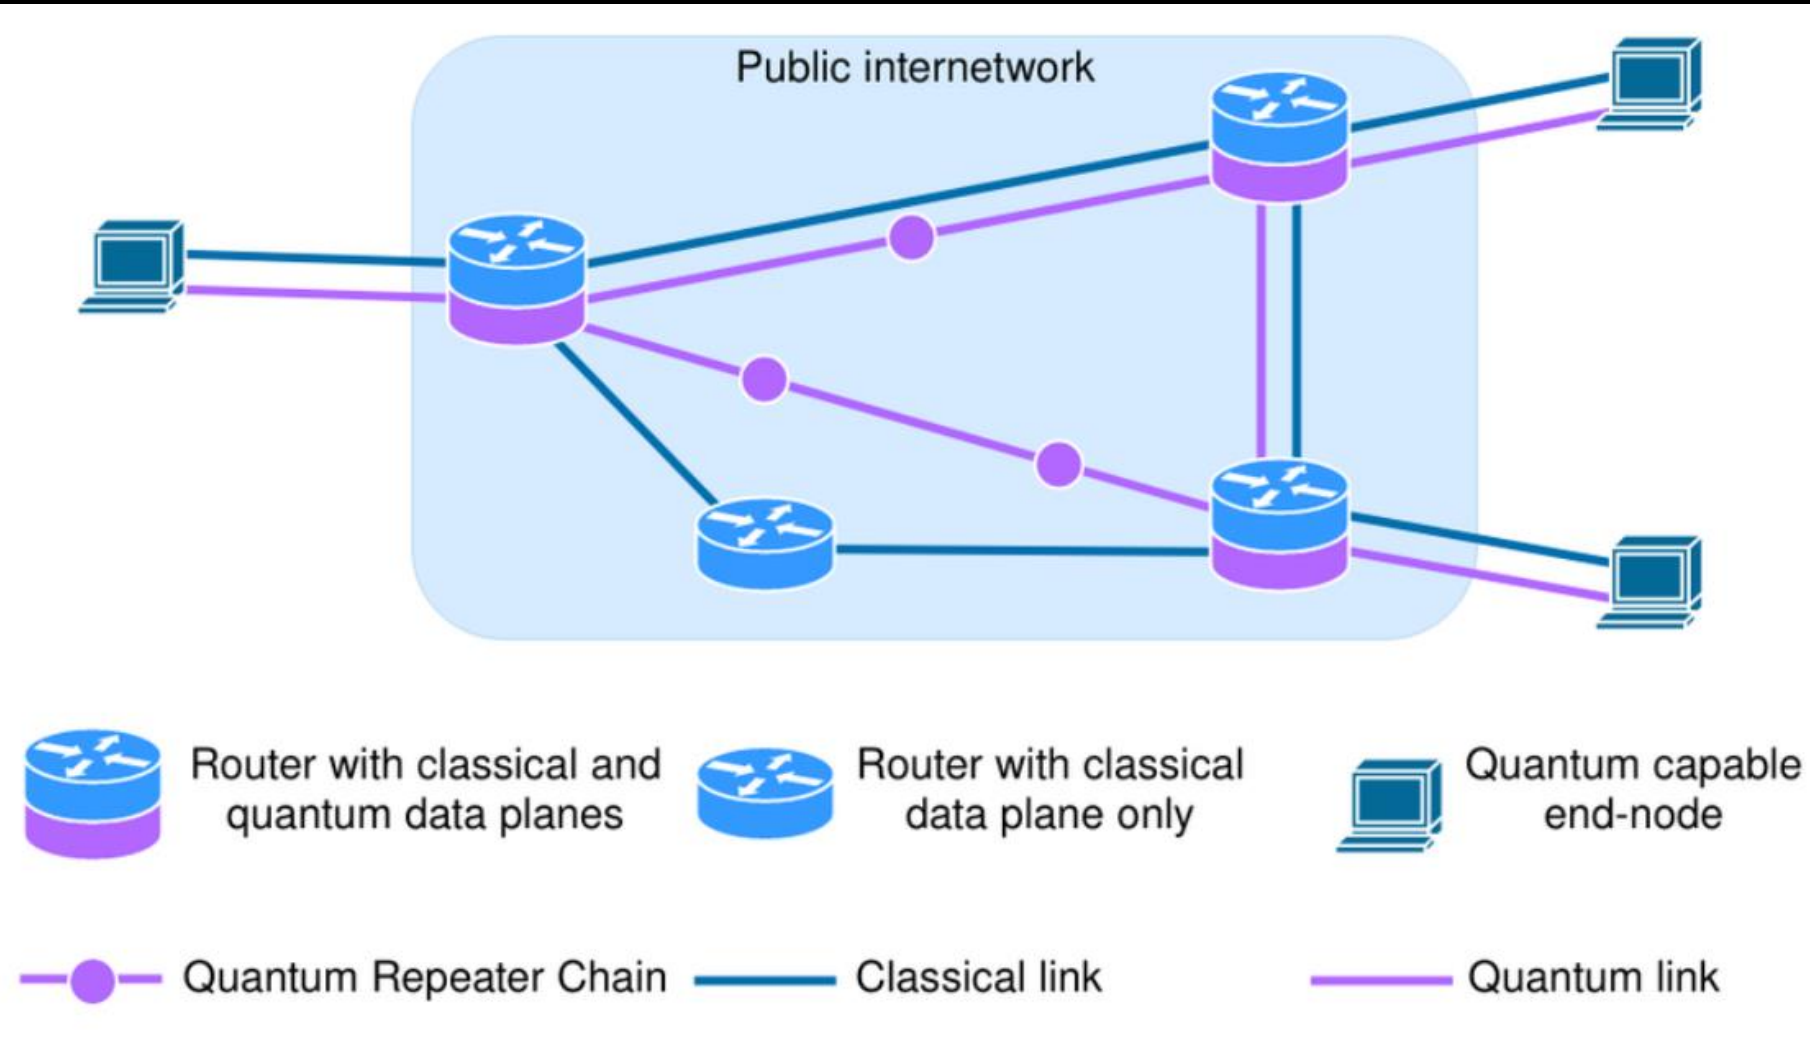 Public internetwork
Router with classical and
quantum data planes
Router with classical
data plane only
Quantum capable
end-node
Quantum Repeater Chain
Classical link
Quantum link